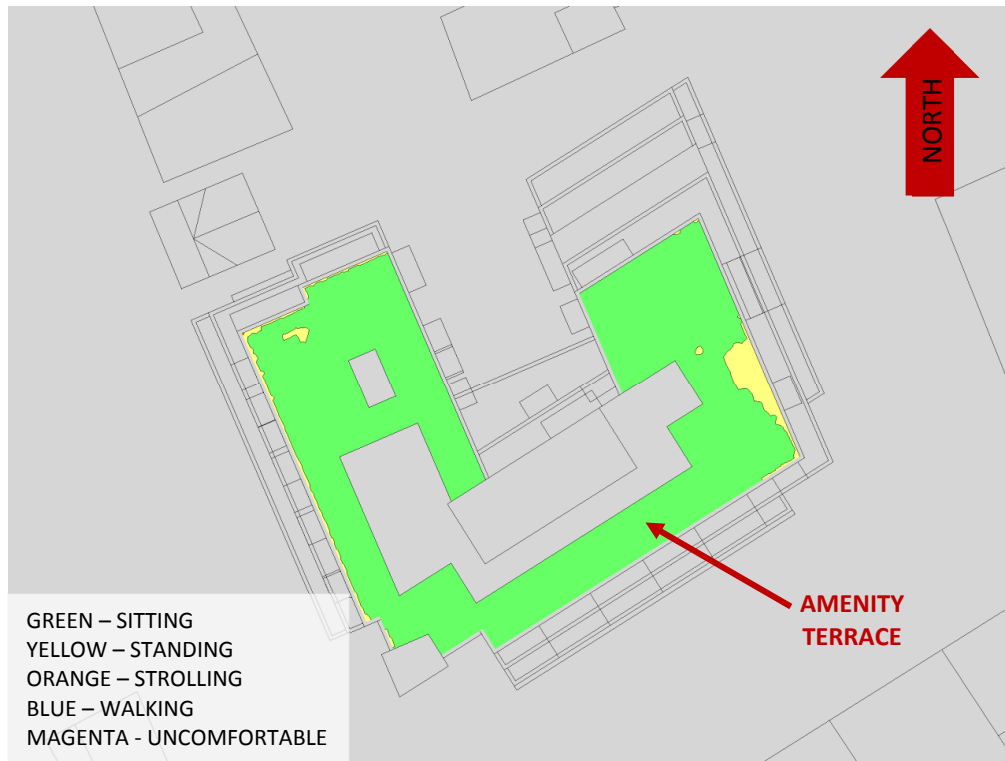 NORTH
AMENITY
TERRACE
GREEN – SITTING
YELLOW – STANDING
ORANGE – STROLLING
BLUE – WALKING
MAGENTA - UNCOMFORTABLE